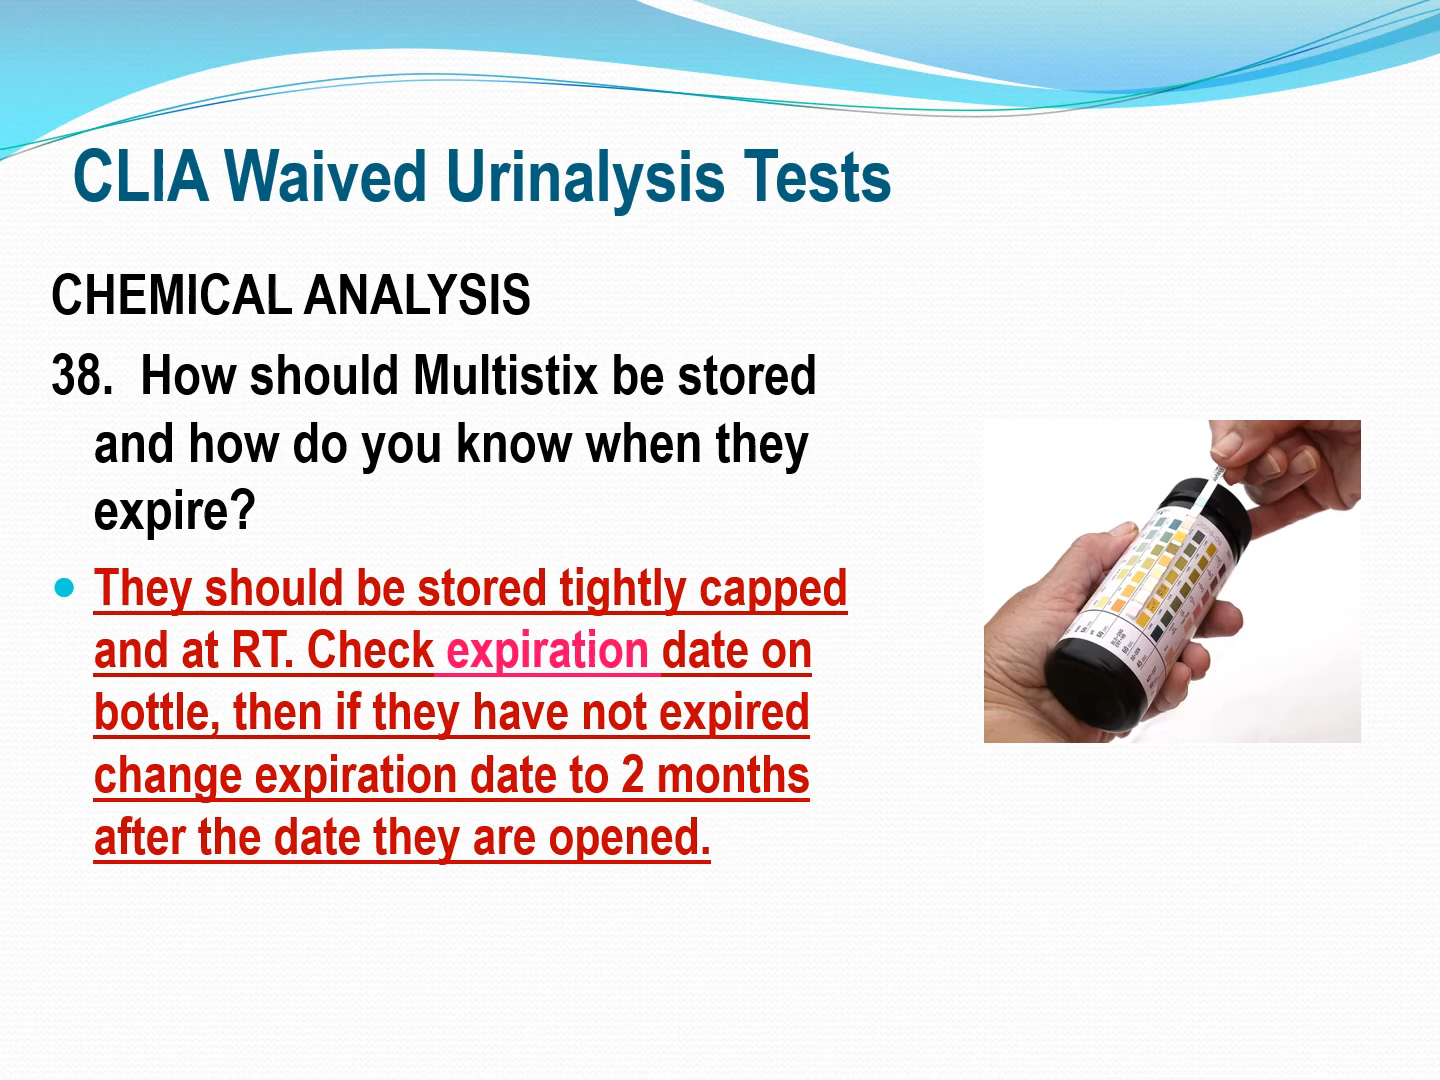 CLIA Waived Urinalysis Tests
CHEMICAL ANALYSIS
38. How should Multistix be stored
and how do you know when they
expire?
They should be stored tightly capped
and at RT. Check expiration date on
bottle, then if they have not expired
change expiration date to 2 months
after the date they are opened.